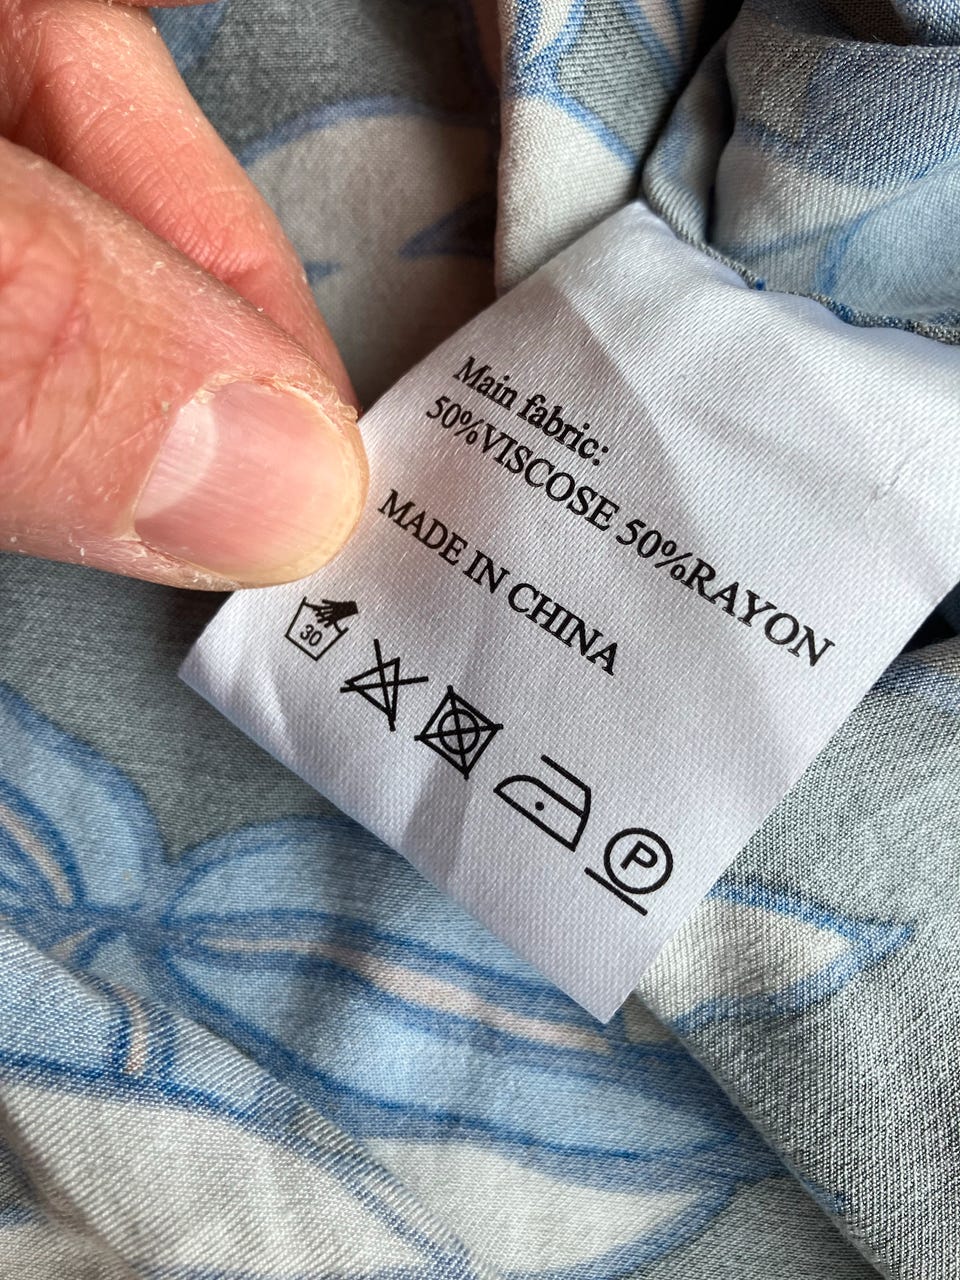 Main fabric:
50%VISCOSE 50%RAYON
MADE IN CHINA
30
P